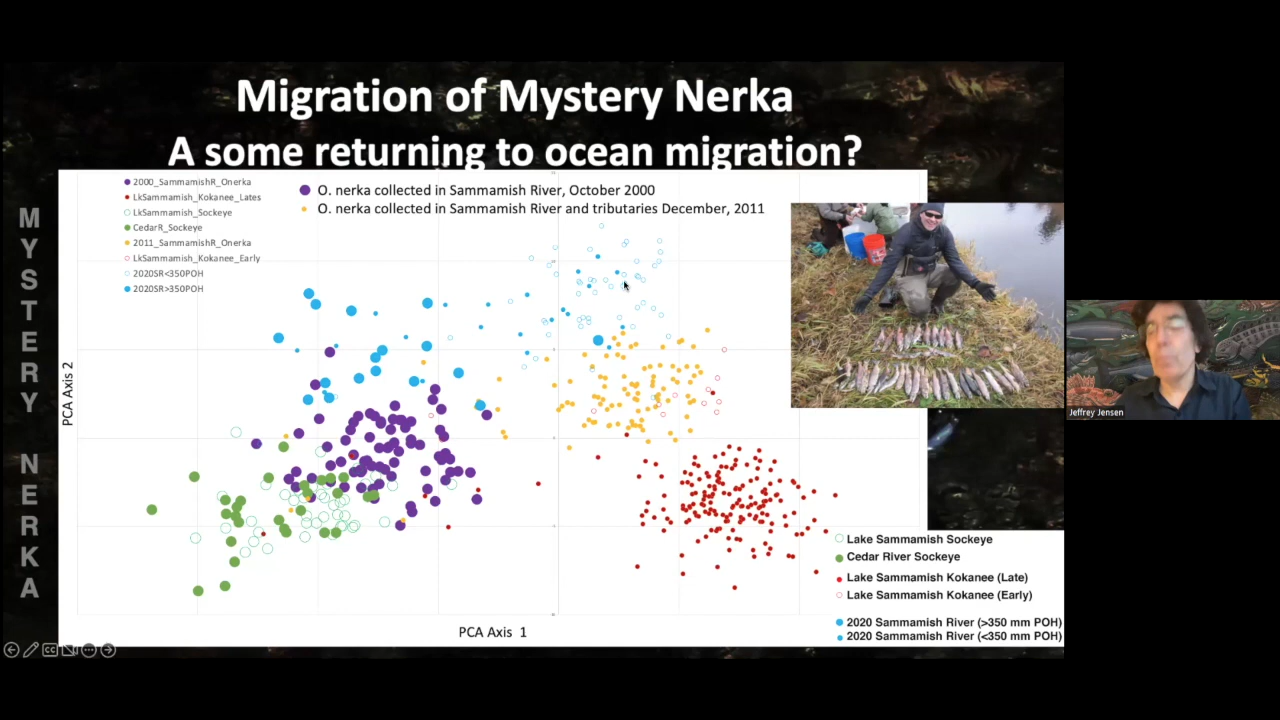 Migration of Mystery Nerka
A some returning to ocean migration?
MYSTERY NERKA
2000_SammamishR_Onerka
LkSammamish_Kokanee_Lates
LkSammamish_Sockeye
CedarR_Sockeye
2011_SammamishR_Onerka
LkSammamish_Kokanee_Early
2020SR<350POH
2020SR>350POH
O. nerka collected in Sammamish River, October 2000
O. nerka collected in Sammamish River and tributaries December, 2011
PCA Axis 2
PCA Axis 1
Lake Sammamish Sockeye
Cedar River Sockeye
Lake Sammamish Kokanee (Late)
Lake Sammamish Kokanee (Early)
2020 Sammamish River (>350 mm POH)
2020 Sammamish River (<350 mm POH)
CC
Jeffrey Jensen